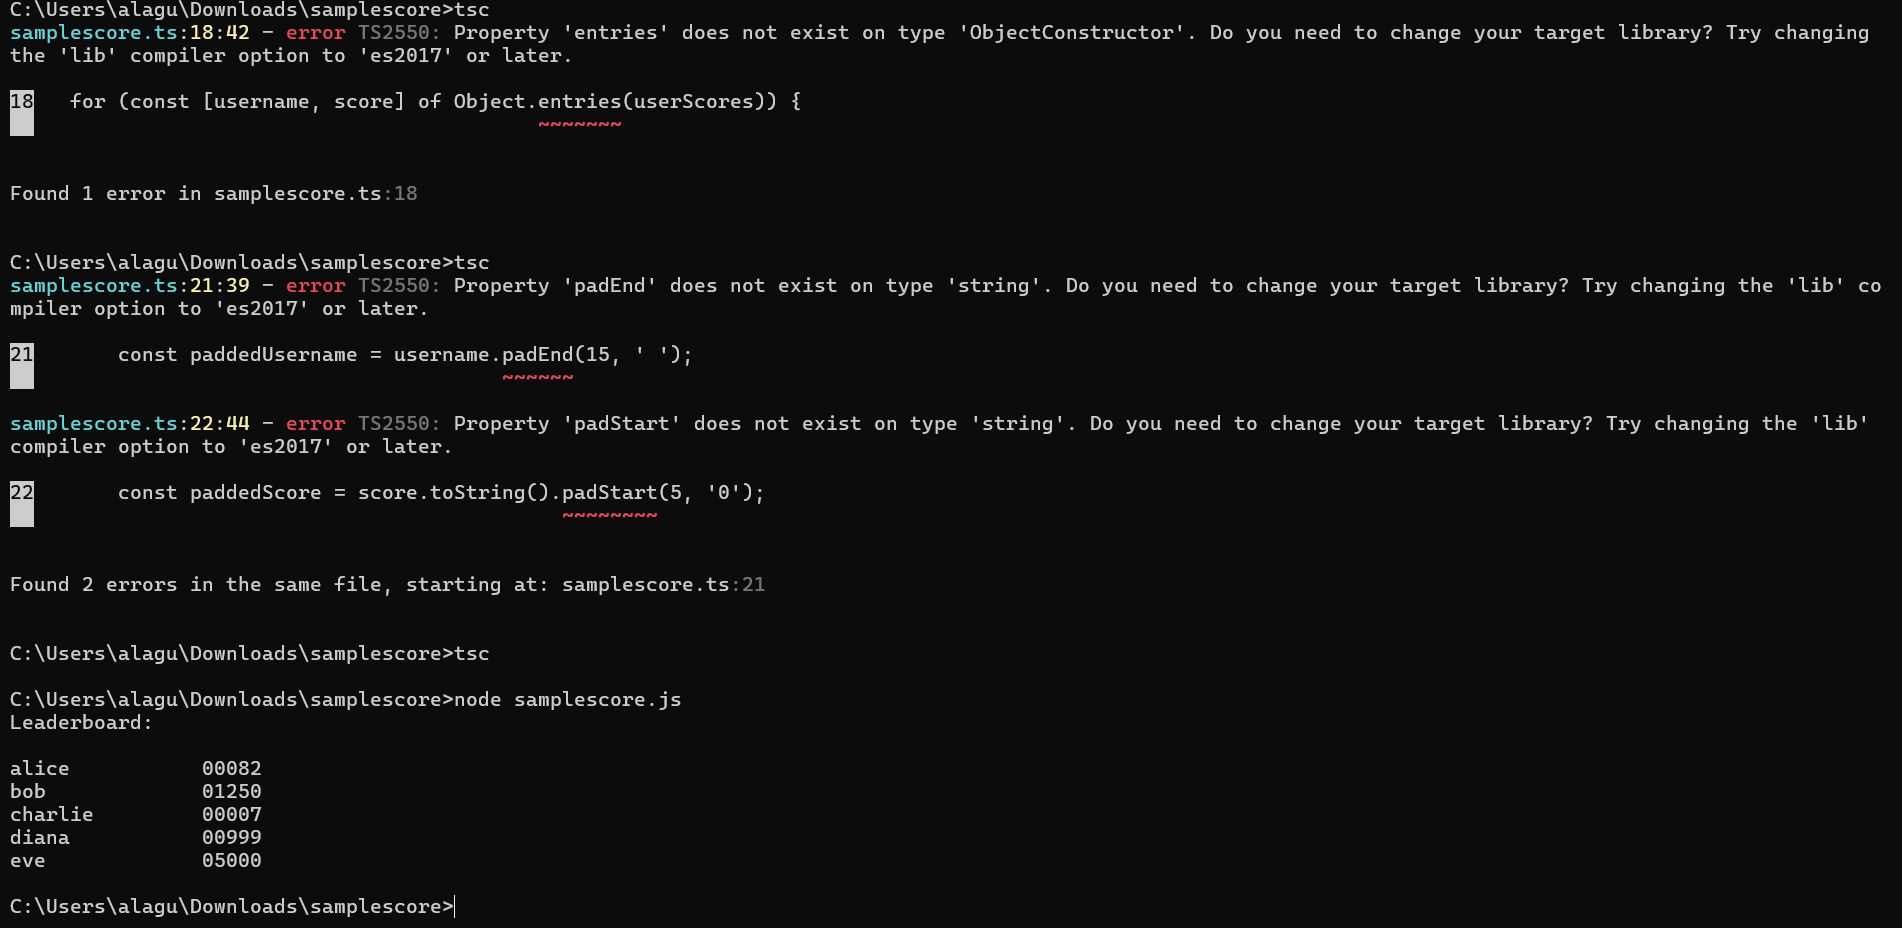 C:\Users\alagu\Downloads\samplescore>tsc
samplescore.ts:18:42 - error TS2550: Property 'entries' does not exist on type 'ObjectConstructor'. Do you need to change your target library? Try changing
the 'lib' compiler option to 'es2017' or later.
18   for (const [username, score] of Object.entries(userScores)) {
~~~~~~~
Found 1 error in samplescore.ts:18
C:\Users\alagu\Downloads\samplescore>tsc
samplescore.ts:21:39 - error TS2550: Property 'padEnd' does not exist on type 'string'. Do you need to change your target library? Try changing the 'lib' co
mpiler option to 'es2017' or later.
21       const paddedUsername = username.padEnd(15, ' ');
~~~~~~
samplescore.ts:22:44 - error TS2550: Property 'padStart' does not exist on type 'string'. Do you need to change your target library? Try changing the 'lib'
compiler option to 'es2017' or later.
22       const paddedScore = score.toString().padStart(5, '0');
~~~~~~~~
Found 2 errors in the same file, starting at: samplescore.ts:21
C:\Users\alagu\Downloads\samplescore>tsc
C:\Users\alagu\Downloads\samplescore>node samplescore.js
Leaderboard:
alice           00082
bob             01250
charlie         00007
diana           00999
eve             05000
C:\Users\alagu\Downloads\samplescore>